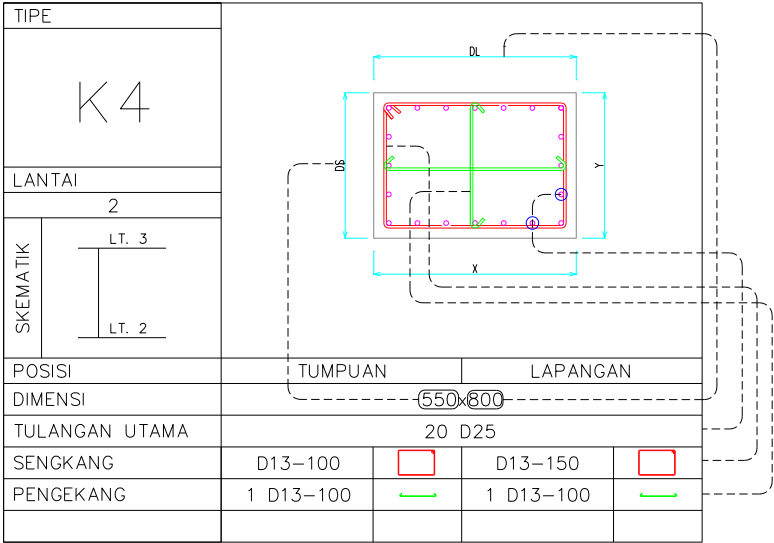 TIPE
K4
LANTAI
2
SKEMATIK
LT. 3
LT. 2
DL
DS
Y
X
POSISI TUMPUAN LAPANGAN
DIMENSI 550x800
TULANGAN UTAMA 20 D25
SENGKANG D13-100 D13-150
PENGEKANG 1 D13-100 1 D13-100